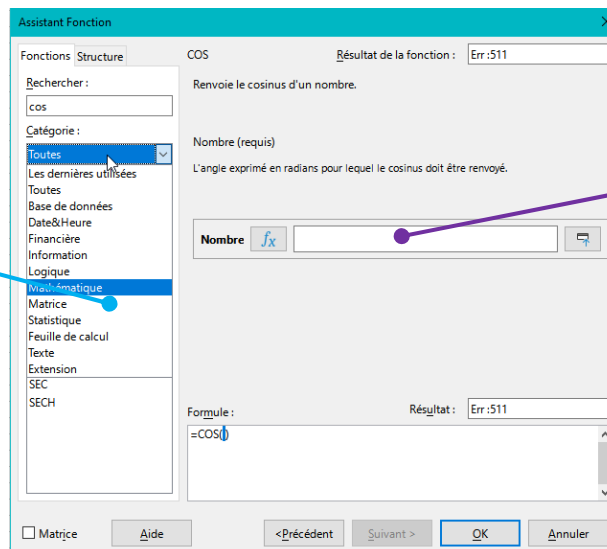 Assistant Fonction
Fonctions Structure
COS
Résultat de la fonction : Err :511
Rechercher :
Renvoie le cosinus d'un nombre.
cos
Catégorie :
Nombre (requis)
Toutes
L'angle exprimé en radians pour lequel le cosinus doit être renvoyé.
Les dernières utilisées
Toutes
Base de données
Date&Heure
Nombre fx
Financière
Information
Logique
Mathématique
Matrice
Statistique
Feuille de calcul
Texte
Extension
SEC
SECH
Formule :
Résultat : Err :511
=COS()
Matrice
Aide
<Précédent
Suivant >
OK
Annuler